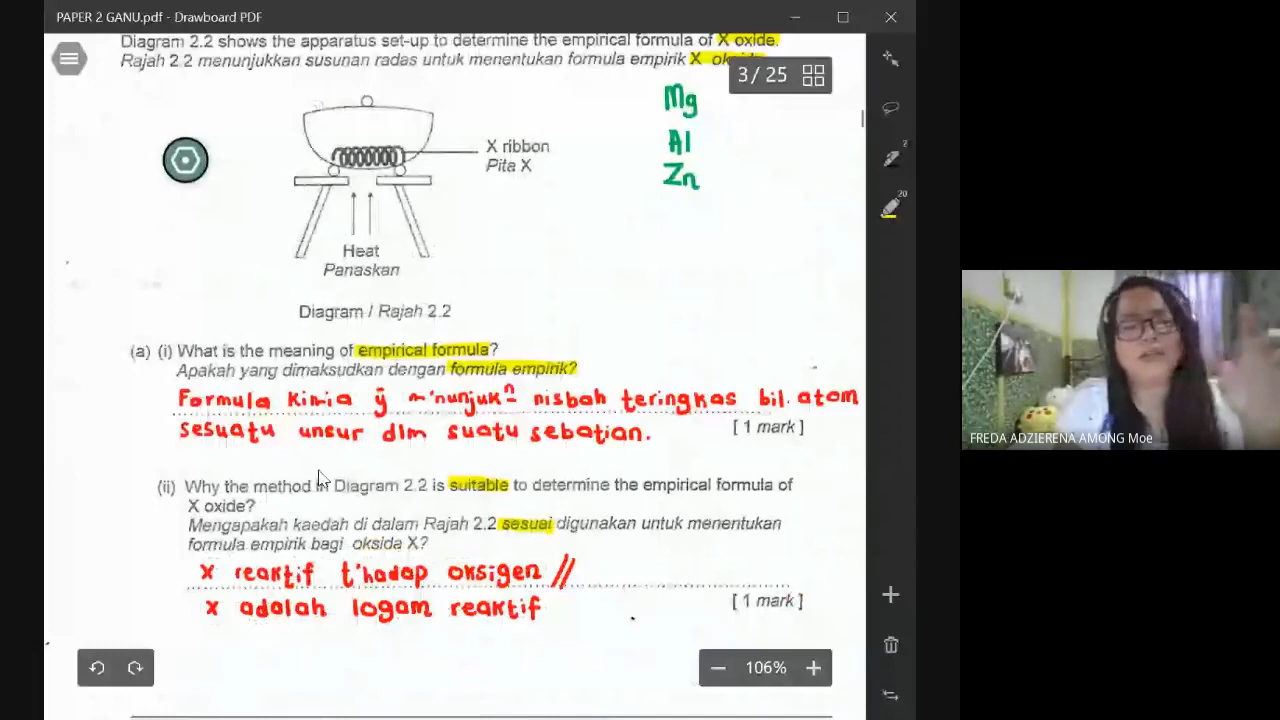 PAPER 2 GANU.pdf - Drawboard PDF
Diagram 2.2 shows the apparatus set-up to determine the empirical formula of X oxide.
Rajah 2.2 menunjukkan susunan radas untuk menentukan formula empirik X
3 / 25
Mg
Al
Zn
X ribbon
Pita X
Heat
Panaskan
Diagram / Rajah 2.2
(a) (i) What is the meaning of empirical formula?
Apakah yang dimaksudkan dengan formula empirik?
Formula kimia ȳ m'nunjuk² nisbah teringkas bil. atom
sesuatu unsur dlm suatu sebatian.
[ 1 mark ]
(ii) Why the method in Diagram 2.2 is suitable to determine the empirical formula of
X oxide?
Mengapakah kaedah di dalam Rajah 2.2 sesuai digunakan untuk menentukan
formula empirik bagi oksida X?
X reaktif t'hadap oksigen //
X adalah logam reaktif
[ 1 mark ]
106%
2
20
FREDA ADZIERENA AMONG Moe